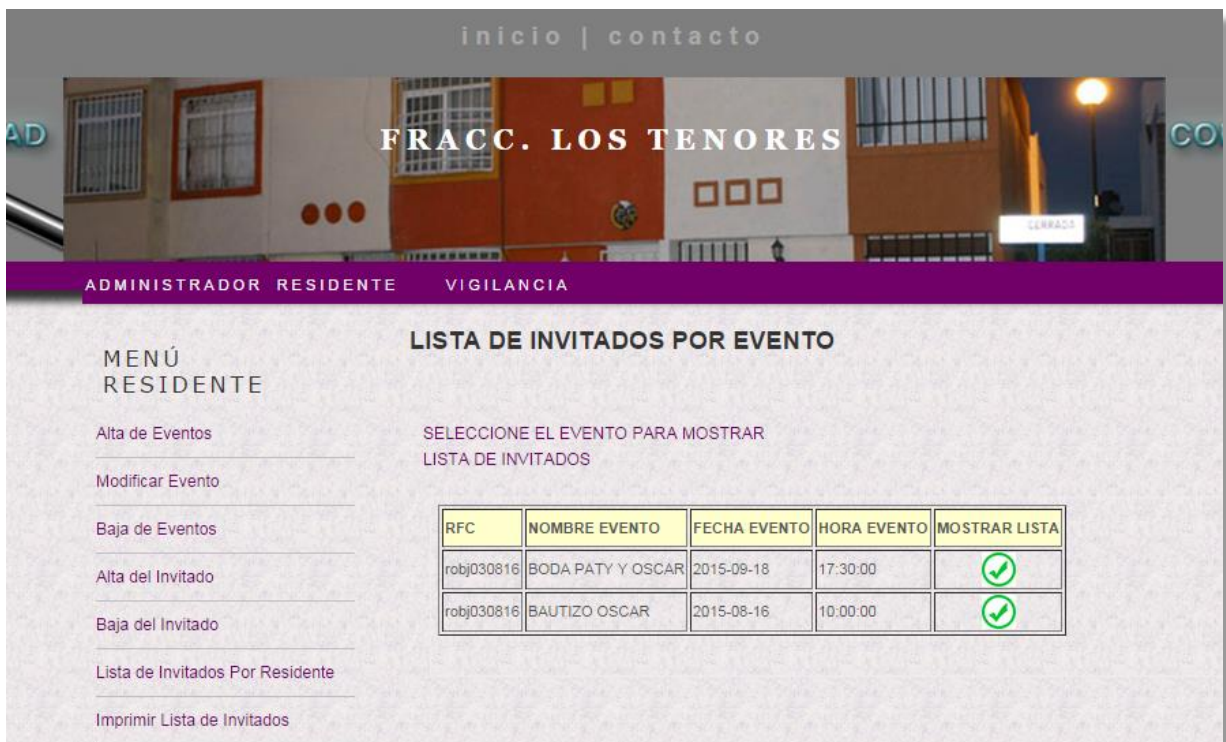 inicio | contacto
AD
FRACC. LOS TENORES
CO
CERRADA
ADMINISTRADOR RESIDENTE VIGILANCIA
MENÚ
RESIDENTE
Alta de Eventos
Modificar Evento
Baja de Eventos
Alta del Invitado
Baja del Invitado
Lista de Invitados Por Residente
Imprimir Lista de Invitados
LISTA DE INVITADOS POR EVENTO
SELECCIONE EL EVENTO PARA MOSTRAR
LISTA DE INVITADOS
RFC NOMBRE EVENTO FECHA EVENTO HORA EVENTO MOSTRAR LISTA
robj030816 BODA PATY Y OSCAR 2015-09-18 17:30:00
robj030816 BAUTIZO OSCAR 2015-08-16 10:00:00